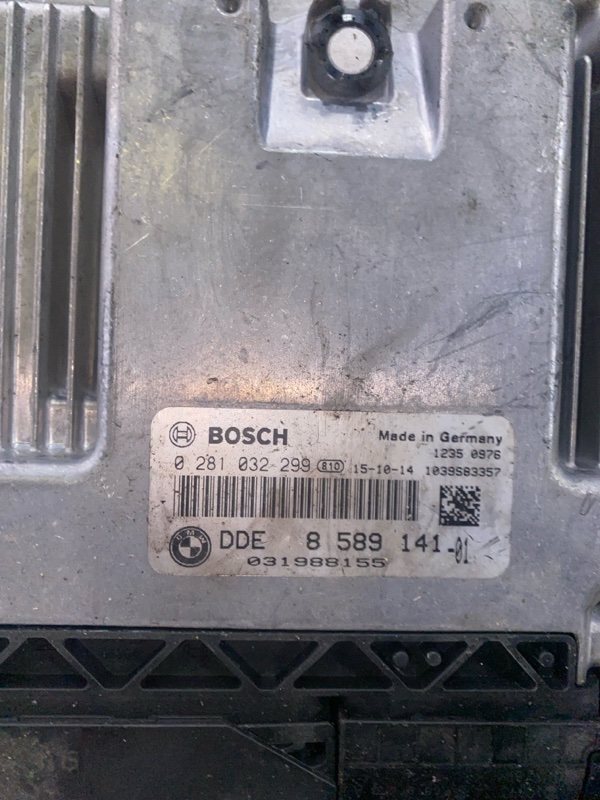 BOSCH Made in Germany
1235 0976
0 281 032 299 810 15-10-14 1039S83357
BMW DDE 8 589 141-01
031988155